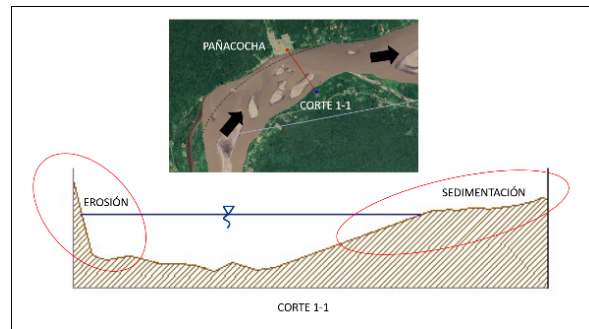 PAÑACOCHA
CORTE 1-1
EROSIÓN
SEDIMENTACIÓN
CORTE 1-1